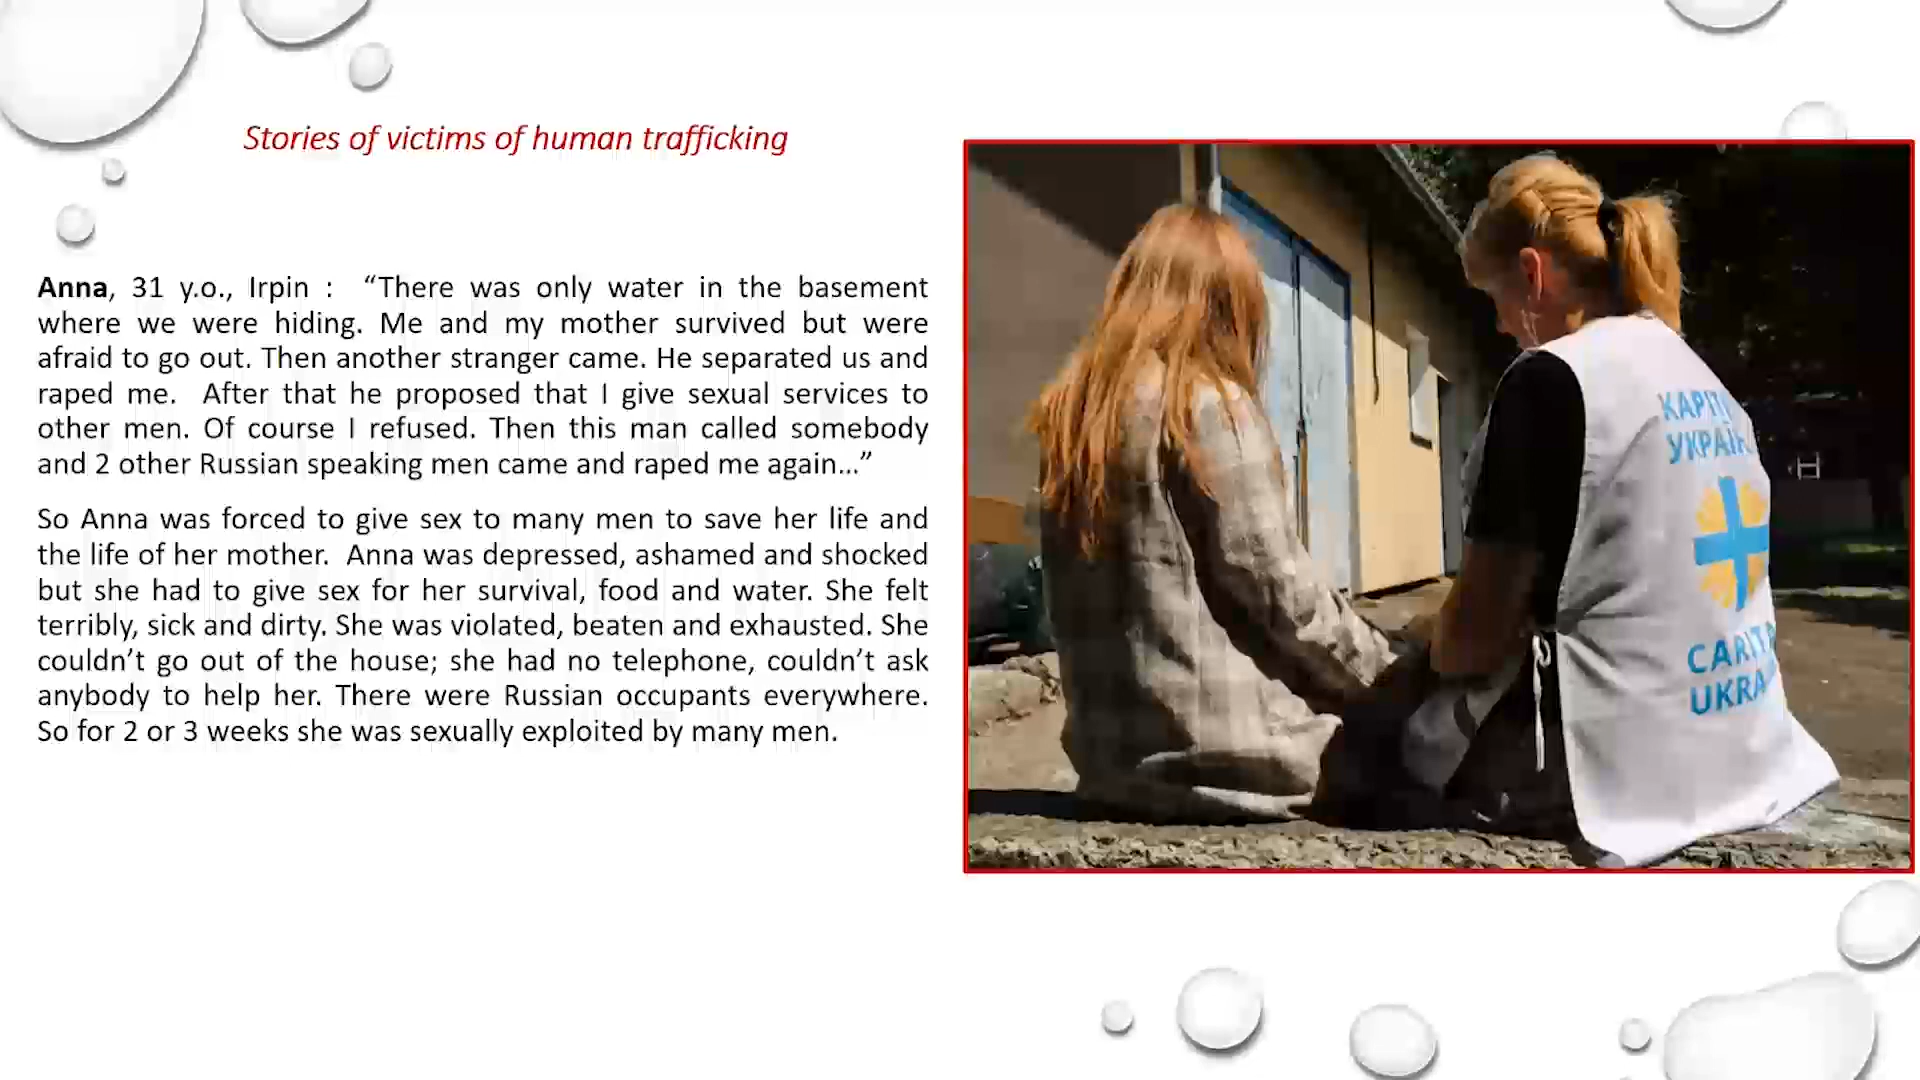 Stories of victims of human trafficking
Anna, 31 y.o., Irpin : “There was only water in the basement
where we were hiding. Me and my mother survived but were
afraid to go out. Then another stranger came. He separated us and
raped me. After that he proposed that I give sexual services to
other men. Of course I refused. Then this man called somebody
and 2 other Russian speaking men came and raped me again...”
So Anna was forced to give sex to many men to save her life and
the life of her mother. Anna was depressed, ashamed and shocked
but she had to give sex for her survival, food and water. She felt
terribly, sick and dirty. She was violated, beaten and exhausted. She
couldn’t go out of the house; she had no telephone, couldn’t ask
anybody to help her. There were Russian occupants everywhere.
So for 2 or 3 weeks she was sexually exploited by many men.